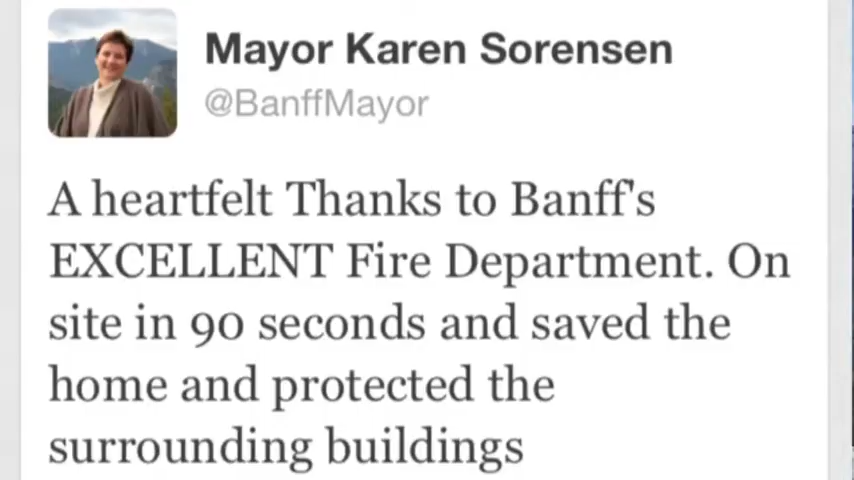 Mayor Karen Sorensen
@BanffMayor
A heartfelt Thanks to Banff's
EXCELLENT Fire Department. On
site in 90 seconds and saved the
home and protected the
surrounding buildings